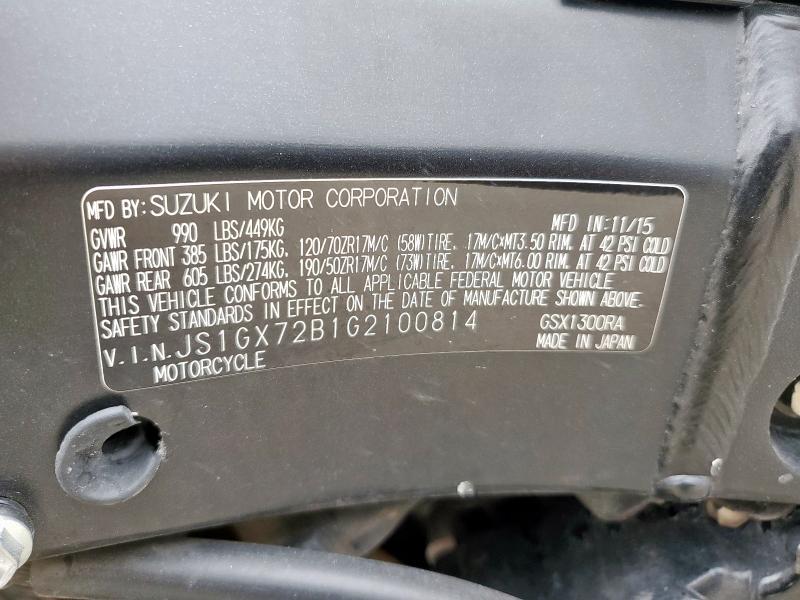 MFD BY: SUZUKI MOTOR CORPORATION
GVWR 990 LBS/449KG MFD IN: 11/15
GAWR FRONT 385 LBS/175KG, 120/70ZR17M/C (58W) TIRE, 17M/C×MT3.50 RIM, AT 42 PSI COLD
GAWR REAR 605 LBS/274KG, 190/50ZR17M/C (73W) TIRE, 17M/C×MT6.00 RIM, AT 42 PSI COLD
THIS VEHICLE CONFORMS TO ALL APPLICABLE FEDERAL MOTOR VEHICLE
SAFETY STANDARDS IN EFFECT ON THE DATE OF MANUFACTURE SHOWN ABOVE.
V.I.N. JS1GX72B1G2100814 GSX1300RA
MOTORCYCLE MADE IN JAPAN